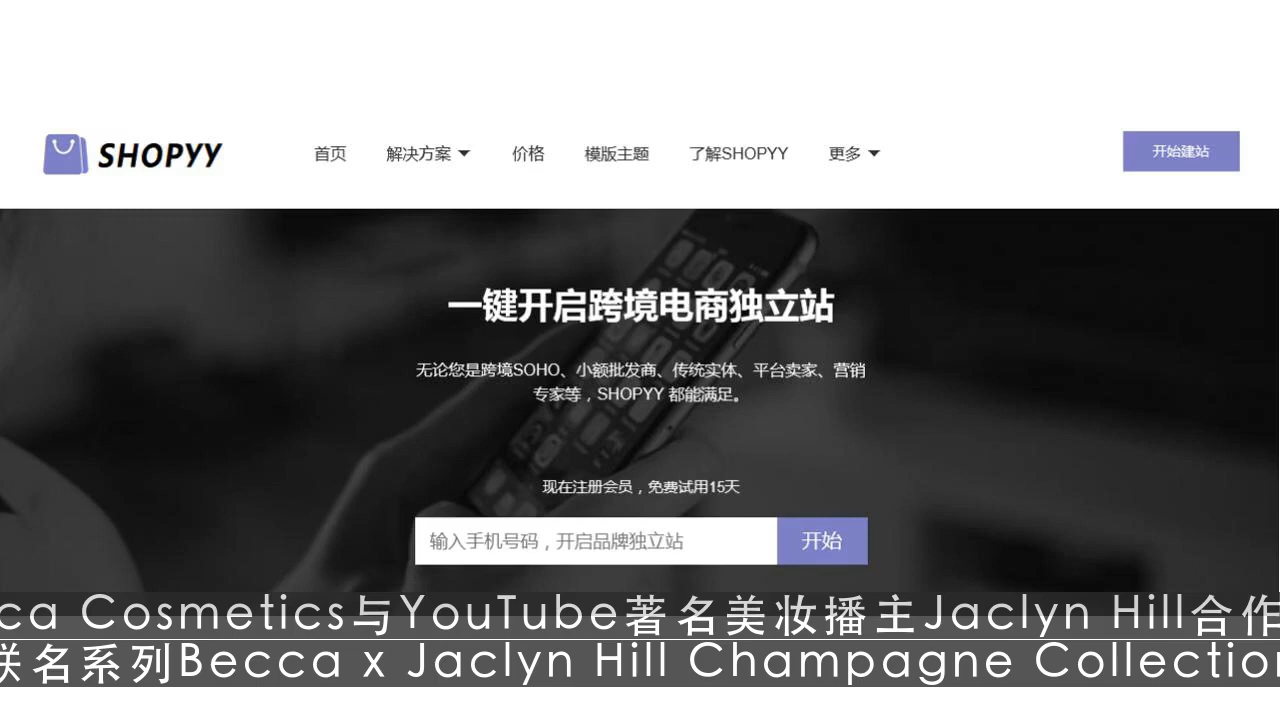 SHOPYY
首页 解决方案 价格 模版主题 了解SHOPYY 更多 开始建站
一键开启跨境电商独立站
无论您是跨境SOHO、小额批发商、传统实体、平台卖家、营销
专家等，SHOPYY 都能满足。
现在注册会员，免费试用15天
输入手机号码，开启品牌独立站 开始
cca Cosmetics与YouTube著名美妆播主Jaclyn Hill合作
联名系列Becca x Jaclyn Hill Champagne Collection